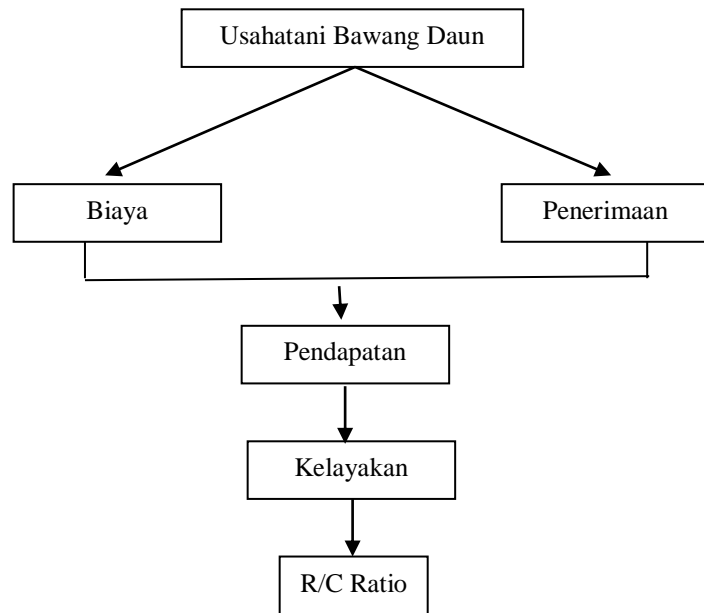 Usahatani Bawang Daun
Biaya
Penerimaan
Pendapatan
Kelayakan
R/C Ratio